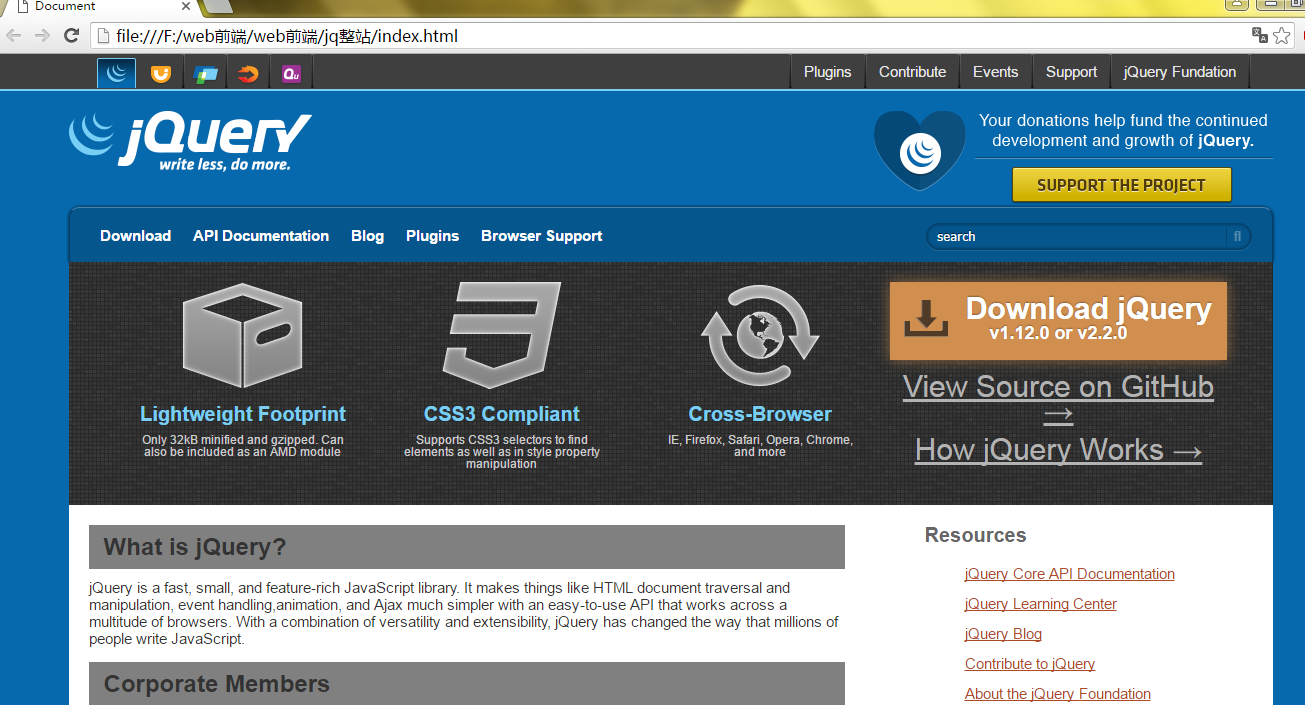 Document
file:///F:/web前端/web前端/jq整站/index.html
Qu
Plugins
Contribute
Events
Support
jQuery Fundation
jQuery
write less, do more.
Your donations help fund the continued
development and growth of jQuery.
SUPPORT THE PROJECT
Download
API Documentation
Blog
Plugins
Browser Support
search
fl
Lightweight Footprint
Only 32kB minified and gzipped. Can
also be included as an AMD module
CSS3 Compliant
Supports CSS3 selectors to find
elements as well as in style property
manipulation
Cross-Browser
IE, Firefox, Safari, Opera, Chrome,
and more
Download jQuery
v1.12.0 or v2.2.0
View Source on GitHub
→
How jQuery Works →
What is jQuery?
jQuery is a fast, small, and feature-rich JavaScript library. It makes things like HTML document traversal and
manipulation, event handling,animation, and Ajax much simpler with an easy-to-use API that works across a
multitude of browsers. With a combination of versatility and extensibility, jQuery has changed the way that millions of
people write JavaScript.
Corporate Members
Resources
jQuery Core API Documentation
jQuery Learning Center
jQuery Blog
Contribute to jQuery
About the jQuery Foundation